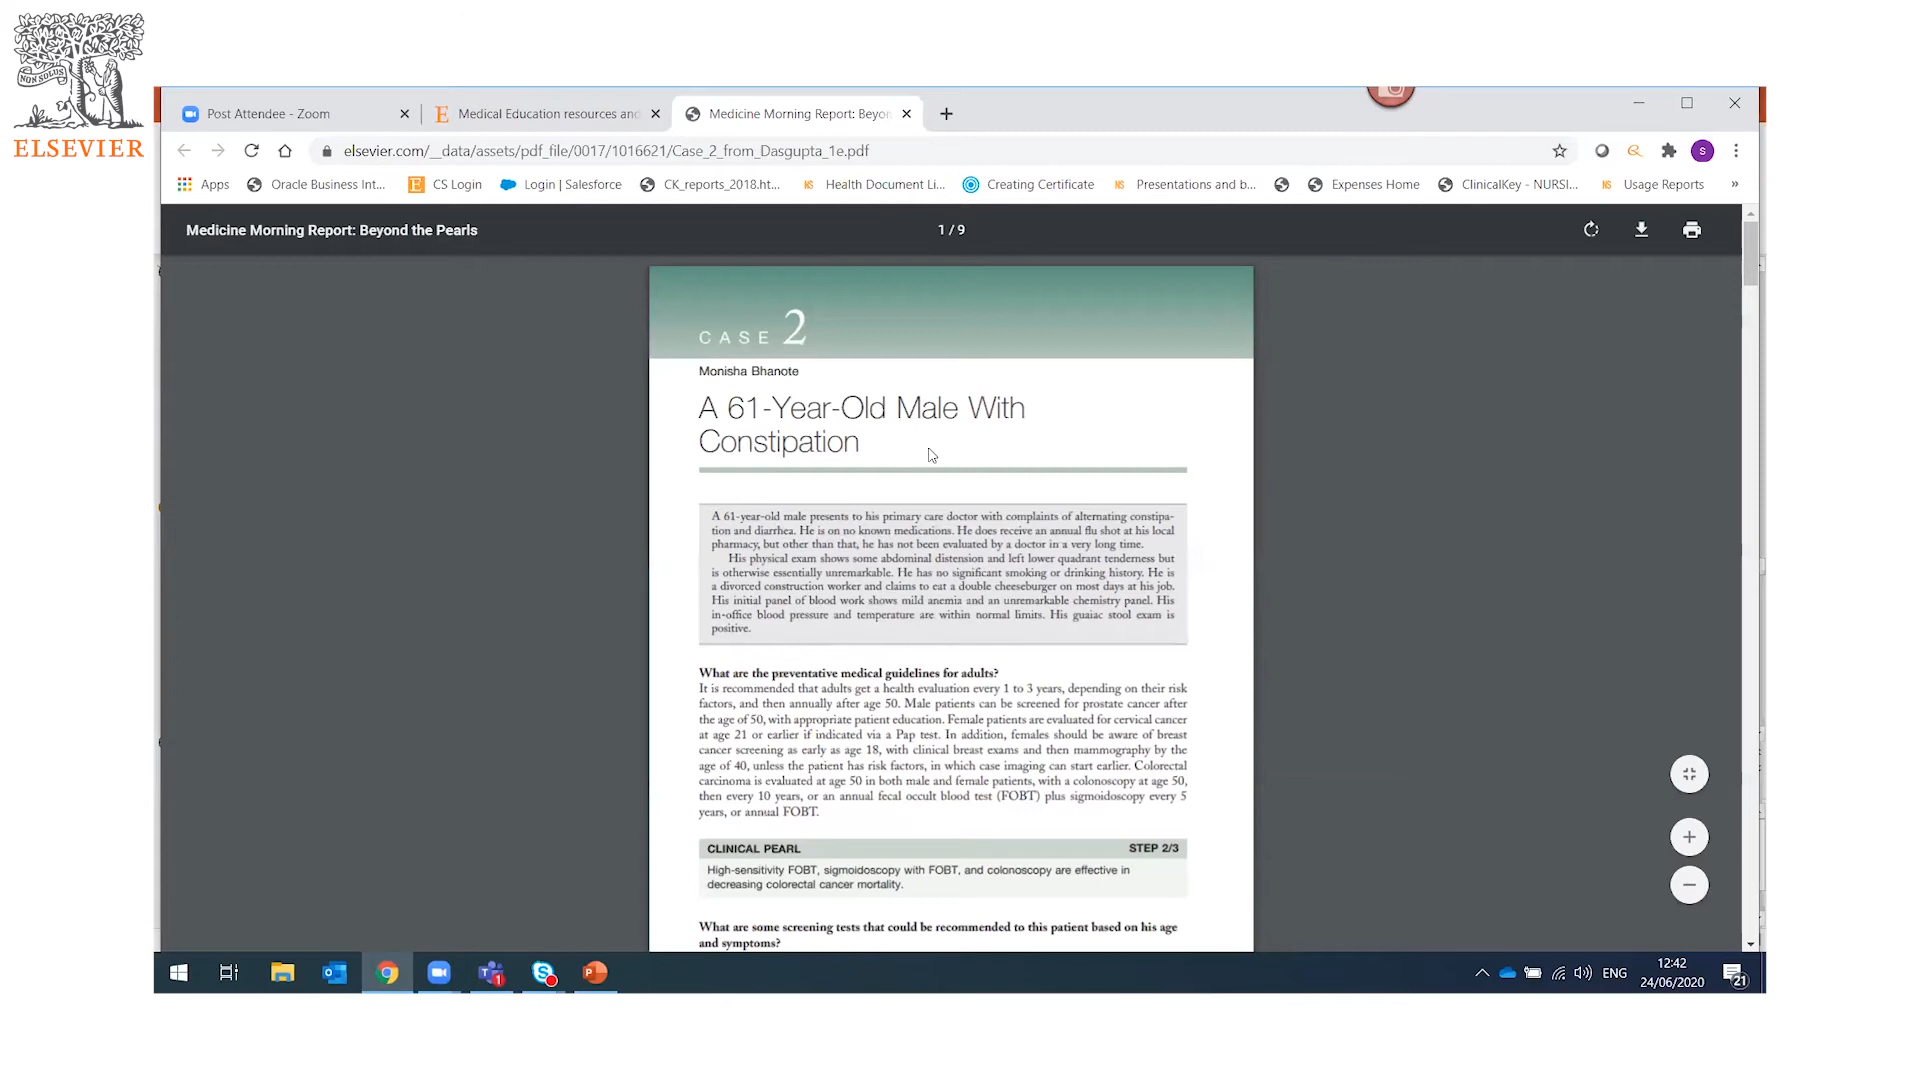 NON SOLUS
ELSEVIER
Post Attendee - Zoom
Medical Education resources and
Medicine Morning Report: Beyon
elsevier.com/__data/assets/pdf_file/0017/1016621/Case_2_from_Dasgupta_1e.pdf
S
Apps
Oracle Business Int...
CS Login
Login | Salesforce
CK_reports_2018.ht...
NS Health Document Li...
Creating Certificate
NS Presentations and b...
Expenses Home
ClinicalKey - NURSI...
NS Usage Reports
»
Medicine Morning Report: Beyond the Pearls
1 / 9
CASE 2
Monisha Bhanote
A 61-Year-Old Male With
Constipation
A 61-year-old male presents to his primary care doctor with complaints of alternating constipa-
tion and diarrhea. He is on no known medications. He does receive an annual flu shot at his local
pharmacy, but other than that, he has not been evaluated by a doctor in a very long time.
His physical exam shows some abdominal distension and left lower quadrant tenderness but
is otherwise essentially unremarkable. He has no significant smoking or drinking history. He is
a divorced construction worker and claims to eat a double cheeseburger on most days at his job.
His initial panel of blood work shows mild anemia and an unremarkable chemistry panel. His
in-office blood pressure and temperature are within normal limits. His guaiac stool exam is
positive.
What are the preventative medical guidelines for adults?
It is recommended that adults get a health evaluation every 1 to 3 years, depending on their risk
factors, and then annually after age 50. Male patients can be screened for prostate cancer after
the age of 50, with appropriate patient education. Female patients are evaluated for cervical cancer
at age 21 or earlier if indicated via a Pap test. In addition, females should be aware of breast
cancer screening as early as age 18, with clinical breast exams and then mammography by the
age of 40, unless the patient has risk factors, in which case imaging can start earlier. Colorectal
carcinoma is evaluated at age 50 in both male and female patients, with a colonoscopy at age 50,
then every 10 years, or an annual fecal occult blood test (FOBT) plus sigmoidoscopy every 5
years, or annual FOBT.
CLINICAL PEARL STEP 2/3
High-sensitivity FOBT, sigmoidoscopy with FOBT, and colonoscopy are effective in
decreasing colorectal cancer mortality.
What are some screening tests that could be recommended to this patient based on his age
and symptoms?
ENG
12:42
24/06/2020
21